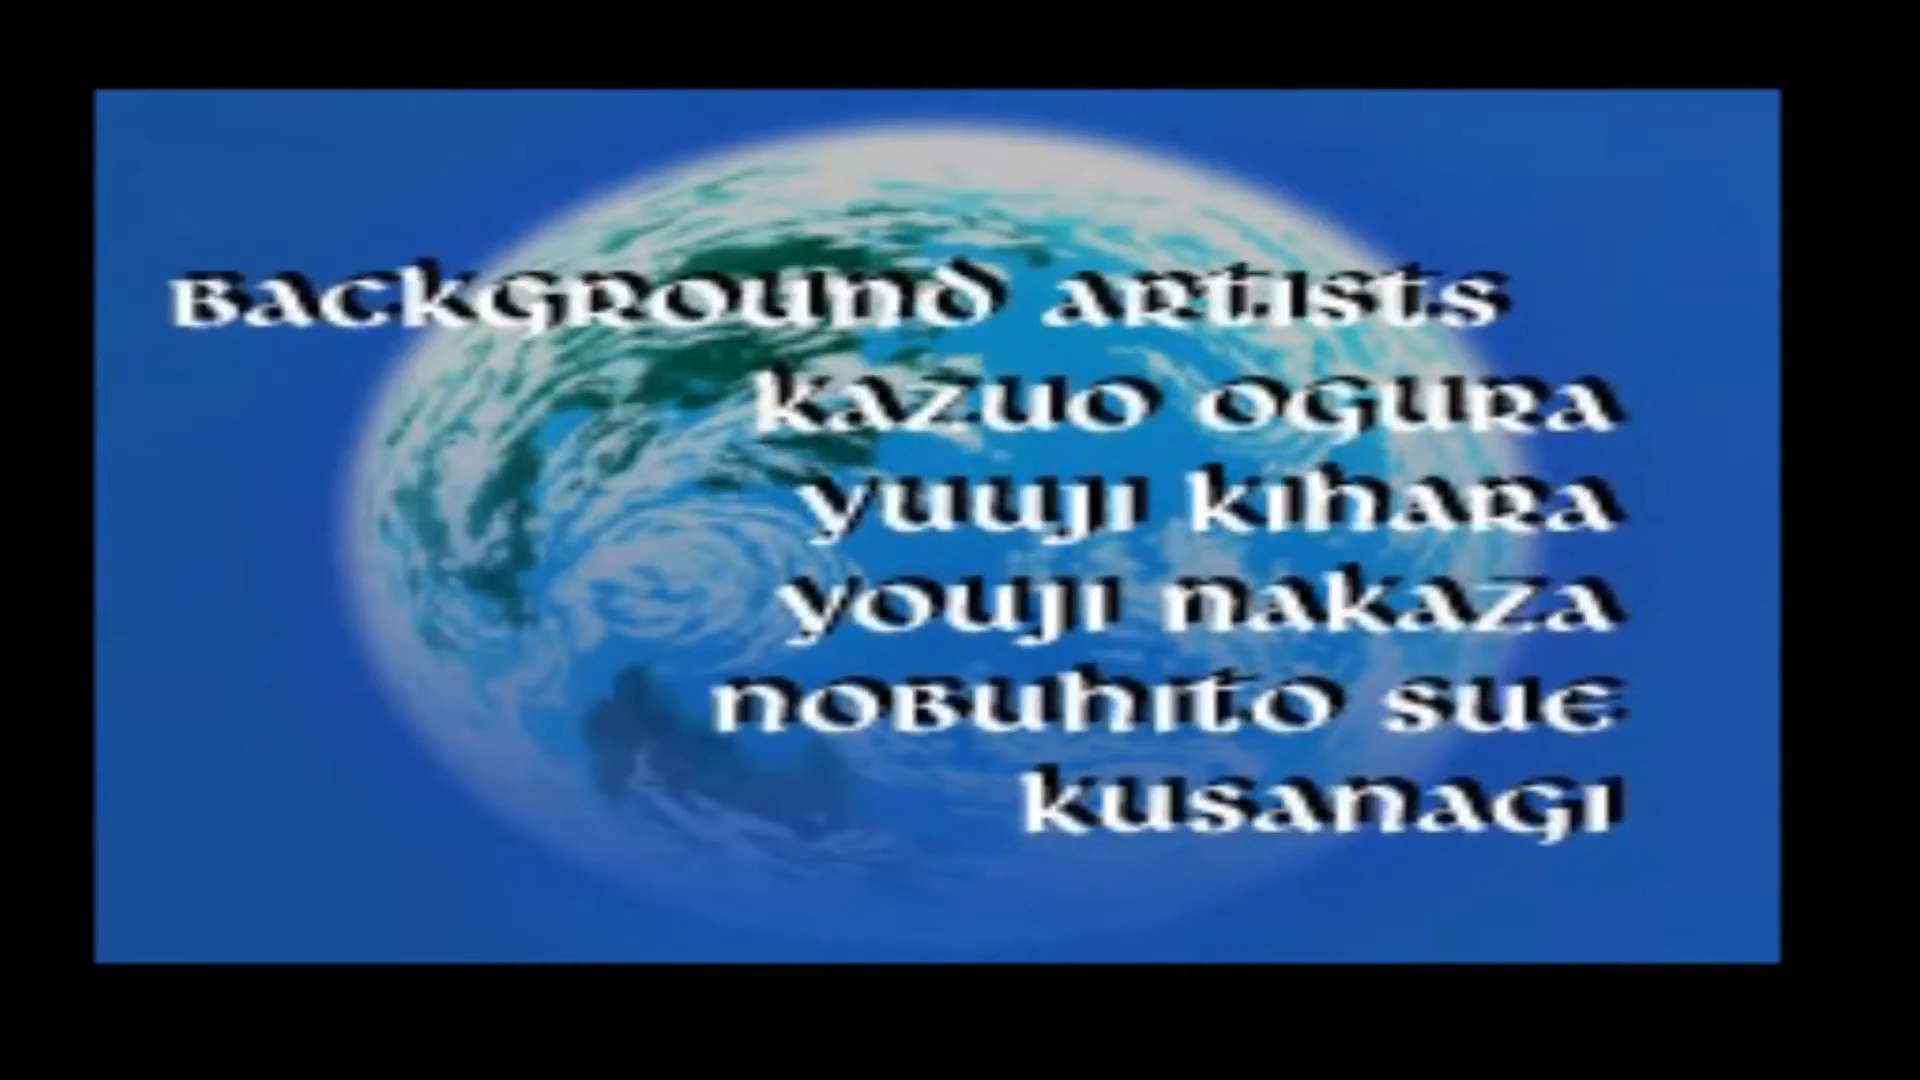 Background Artists
Kazuo Ogura
Yuuji Kihara
Youji Nakaza
Nobuhito Sue
Kusanagi